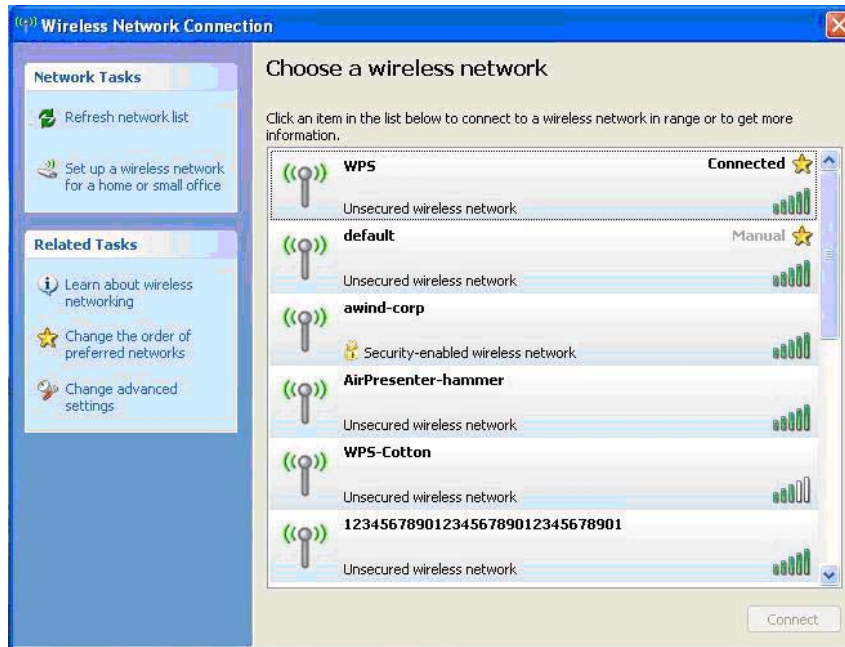 Wireless Network Connection
Network Tasks
Refresh network list
Set up a wireless network
for a home or small office
Related Tasks
Learn about wireless
networking
Change the order of
preferred networks
Change advanced
settings
Choose a wireless network
Click an item in the list below to connect to a wireless network in range or to get more
information.
WPS Connected
Unsecured wireless network
default Manual
Unsecured wireless network
awind-corp
Security-enabled wireless network
AirPresenter-hammer
Unsecured wireless network
WPS-Cotton
Unsecured wireless network
1234567890123456789012345678901
Unsecured wireless network
Connect